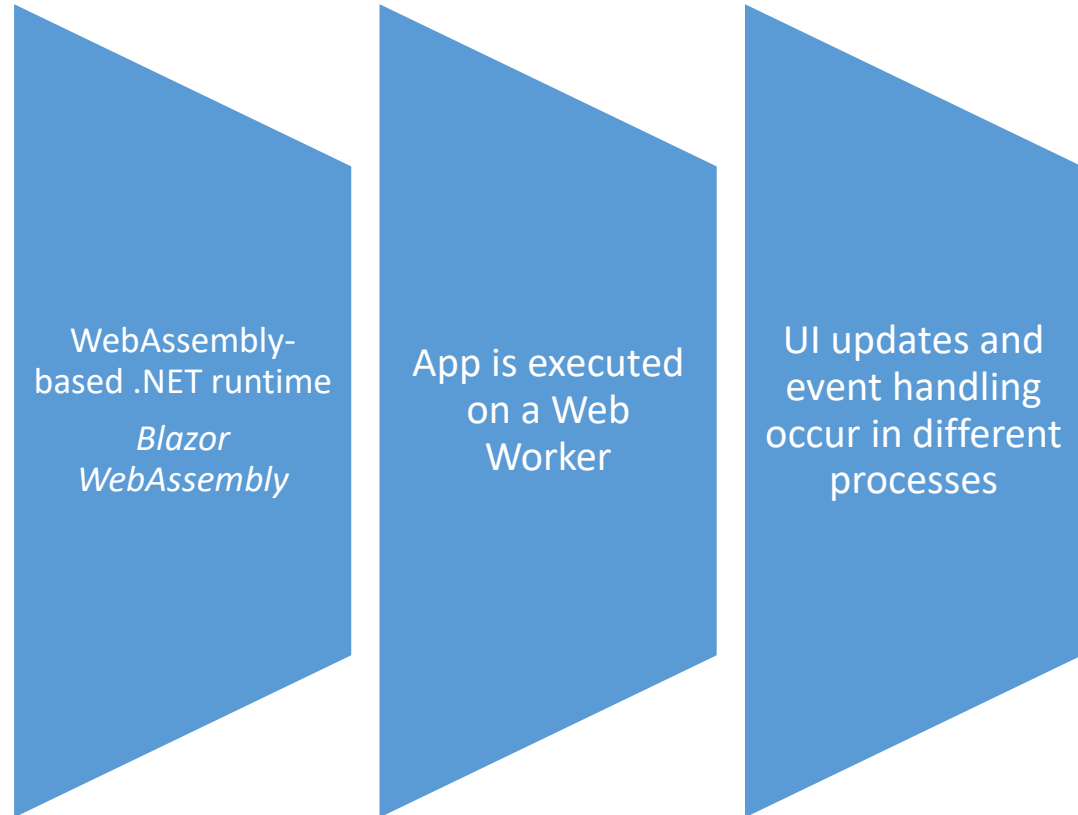 WebAssembly-
based .NET runtime
Blazor
WebAssembly
App is executed
on a Web
Worker
UI updates and
event handling
occur in different
processes